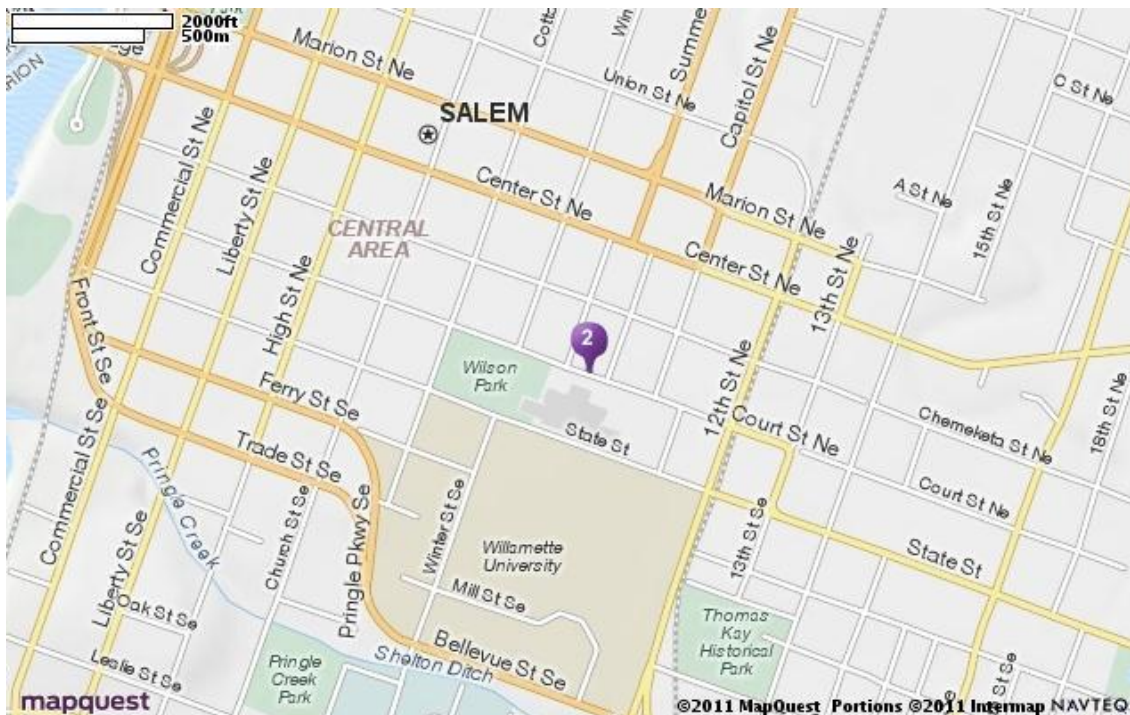 2000ft
500m
Marion St Ne
Cotto
Win
Summe
Union St Ne
Capitol St Ne
C St Ne
ARION
SALEM
Commercial St Ne
Liberty St Ne
High St Ne
CENTRAL
AREA
Center St Ne
Marion St Ne
A St Ne
15th St Ne
Center St Ne
13th St Ne
Front St Se
2
Wilson
Park
12th St Ne
Ferry St Se
State St
Court St Ne
Chemeketa St Ne
18th St Ne
Trade St Se
Commercial St Se
Pringle Creek
Liberty St Se
Church St Se
Pringle Pkwy Se
Winter St Se
Willamette
University
Mill St Se
13th St Se
Court St Ne
State St
Oak St Se
Leslie St Se
Bellevue St Se
Shelton Ditch
Thomas
Kay
Historical
Park
Pringle
Creek
Park
mapquest
©2011 MapQuest Portions ©2011 Intermap NAVTEQ